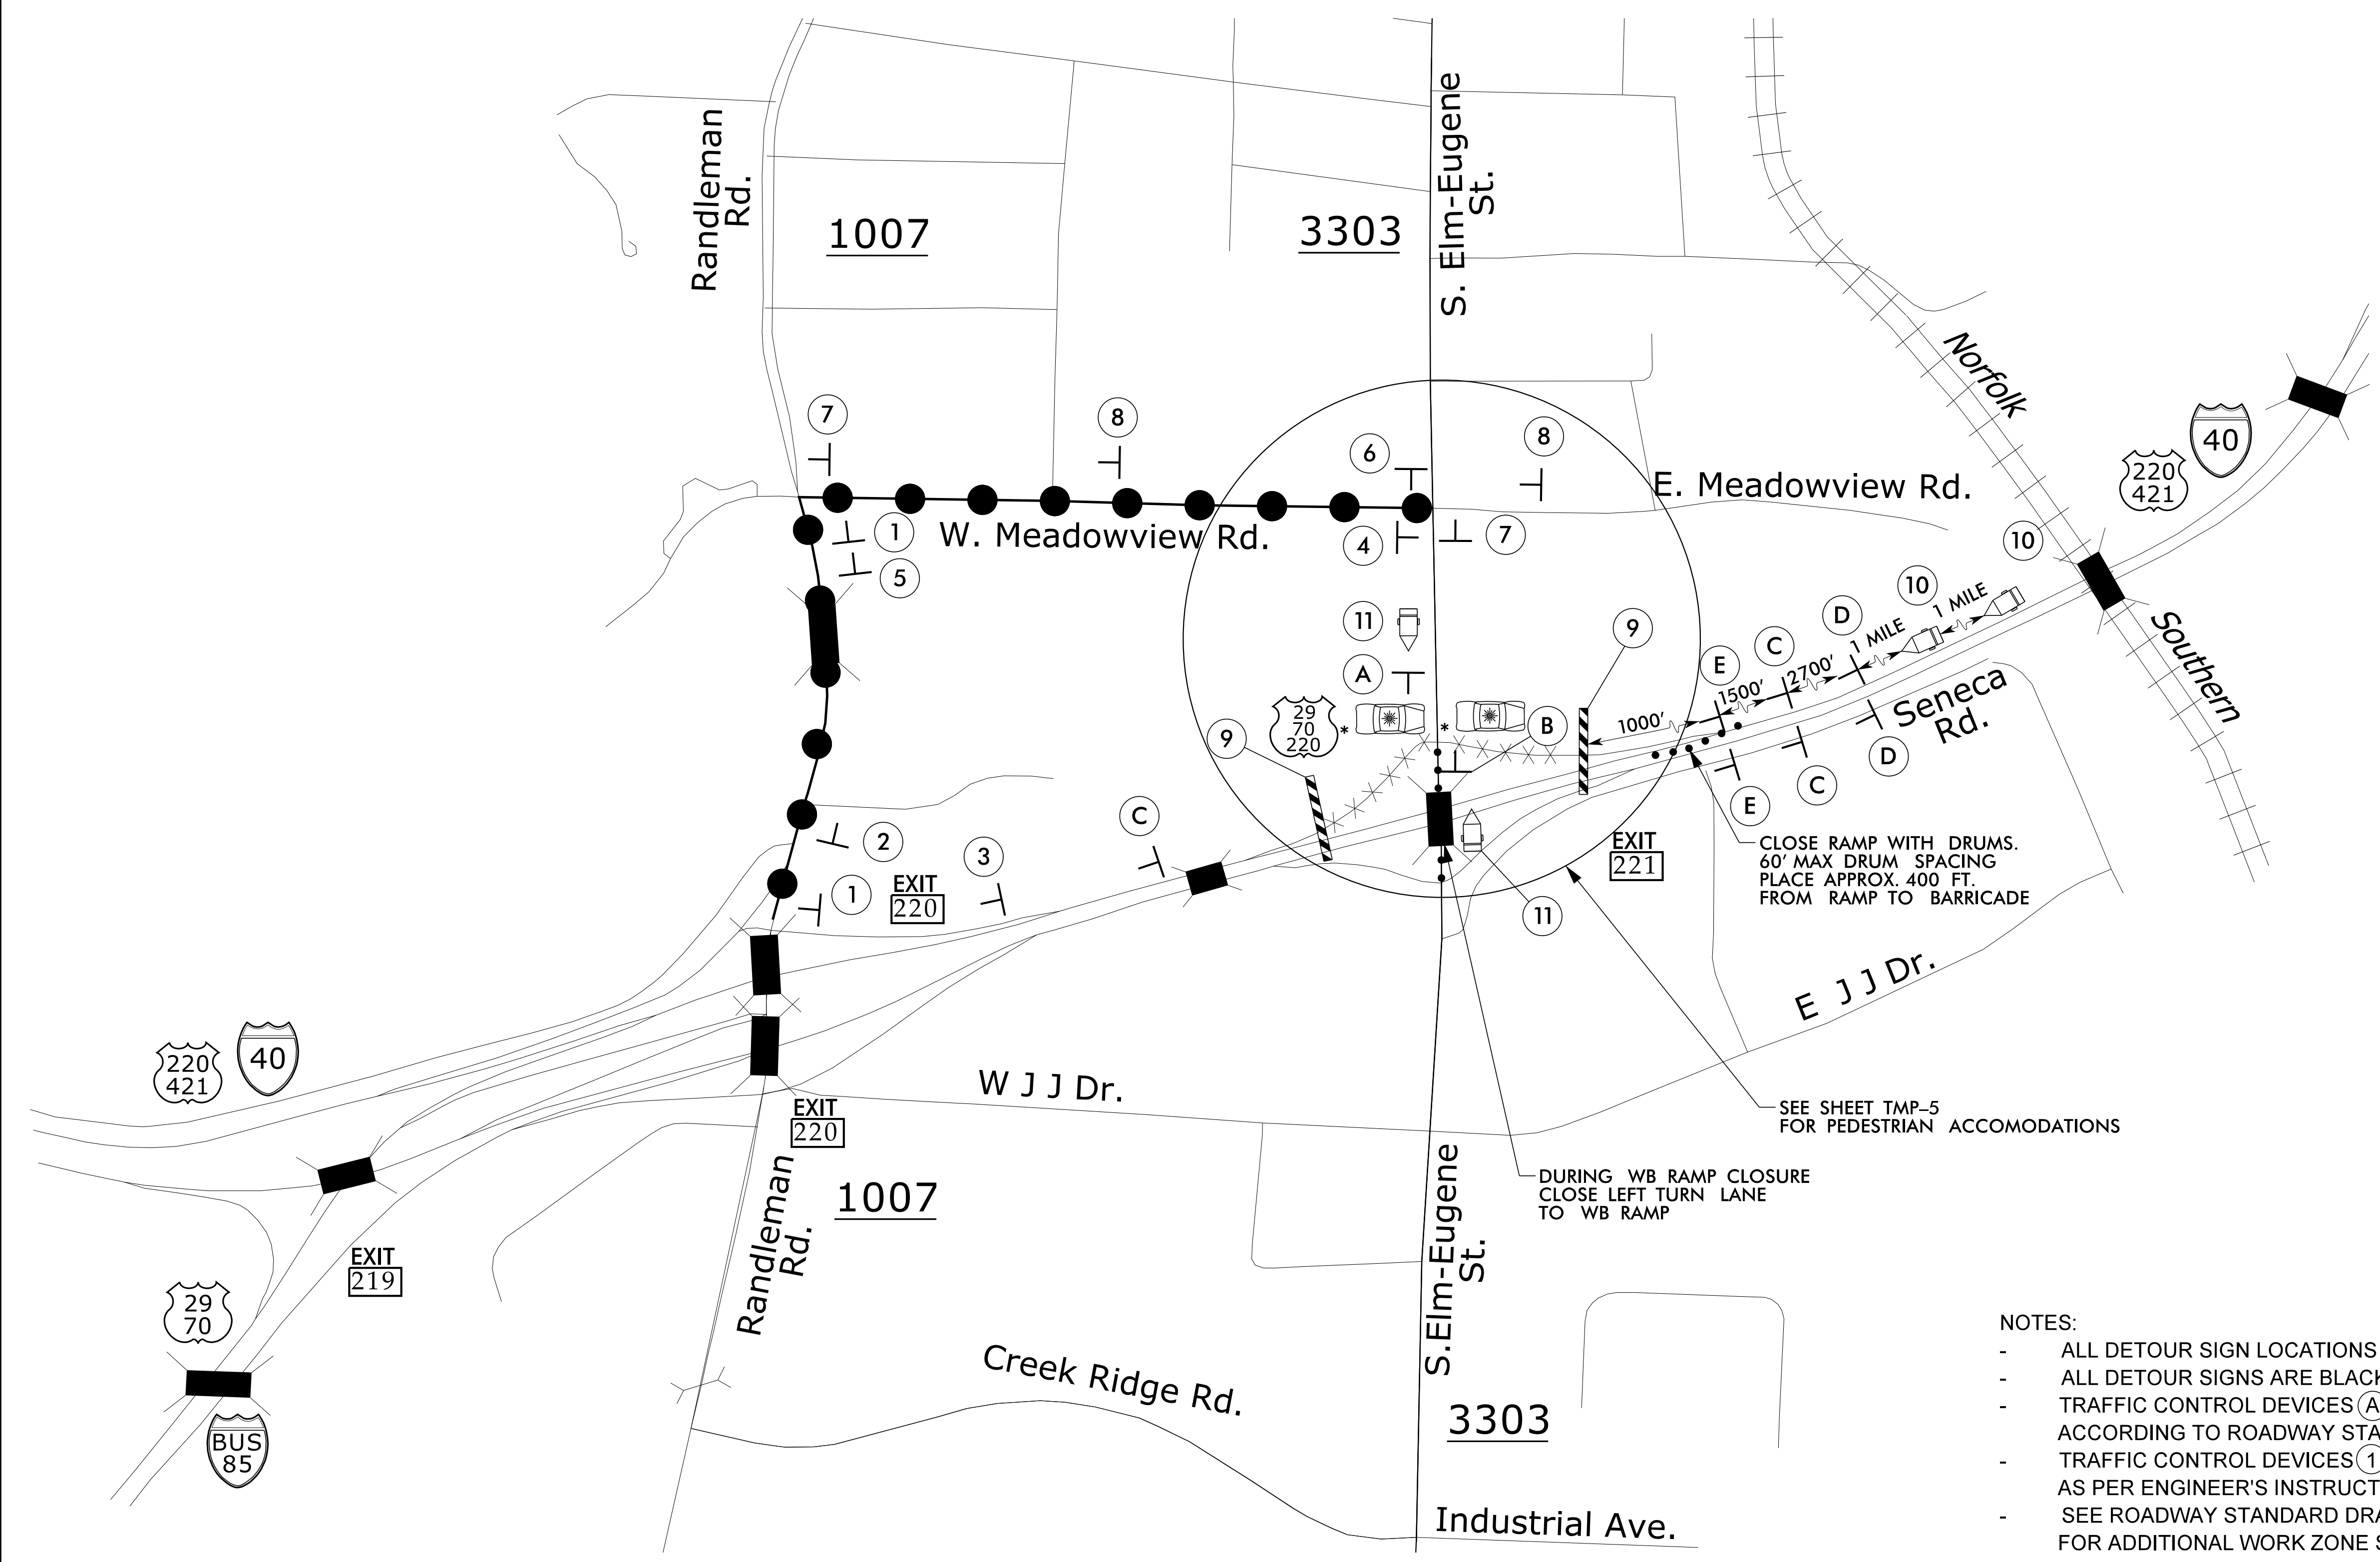 Randleman
Rd.
1007
3303
S. Elm-Eugene
St.
Norfolk
Southern
40
220
421
7
8
6
8
E. Meadowview Rd.
1
W. Meadowview Rd.
4
7
5
10
10
1 MILE
D
1 MILE
11
9
C
2700'
E
1500'
A
29
70
220
*
*
B
1000'
Seneca
Rd.
9
D
C
E
C
2
3
1
EXIT
220
EXIT
221
11
CLOSE RAMP WITH DRUMS.
60' MAX DRUM SPACING
PLACE APPROX. 400 FT.
FROM RAMP TO BARRICADE
E J J Dr.
220
421
40
W J J Dr.
EXIT
220
SEE SHEET TMP-5
FOR PEDESTRIAN ACCOMODATIONS
DURING WB RAMP CLOSURE
CLOSE LEFT TURN LANE
TO WB RAMP
Randleman
Rd.
1007
S.Elm-Eugene
St.
EXIT
219
29
70
Creek Ridge Rd.
3303
BUS
85
Industrial Ave.
NOTES:
- ALL DETOUR SIGN LOCATIONS
- ALL DETOUR SIGNS ARE
- TRAFFIC CONTROL DEVICES A
ACCORDING TO ROADWAY
- TRAFFIC CONTROL DEVICES 1
AS PER ENGINEER'S
- SEE ROADWAY STANDARD
FOR ADDITIONAL WORK ZONE